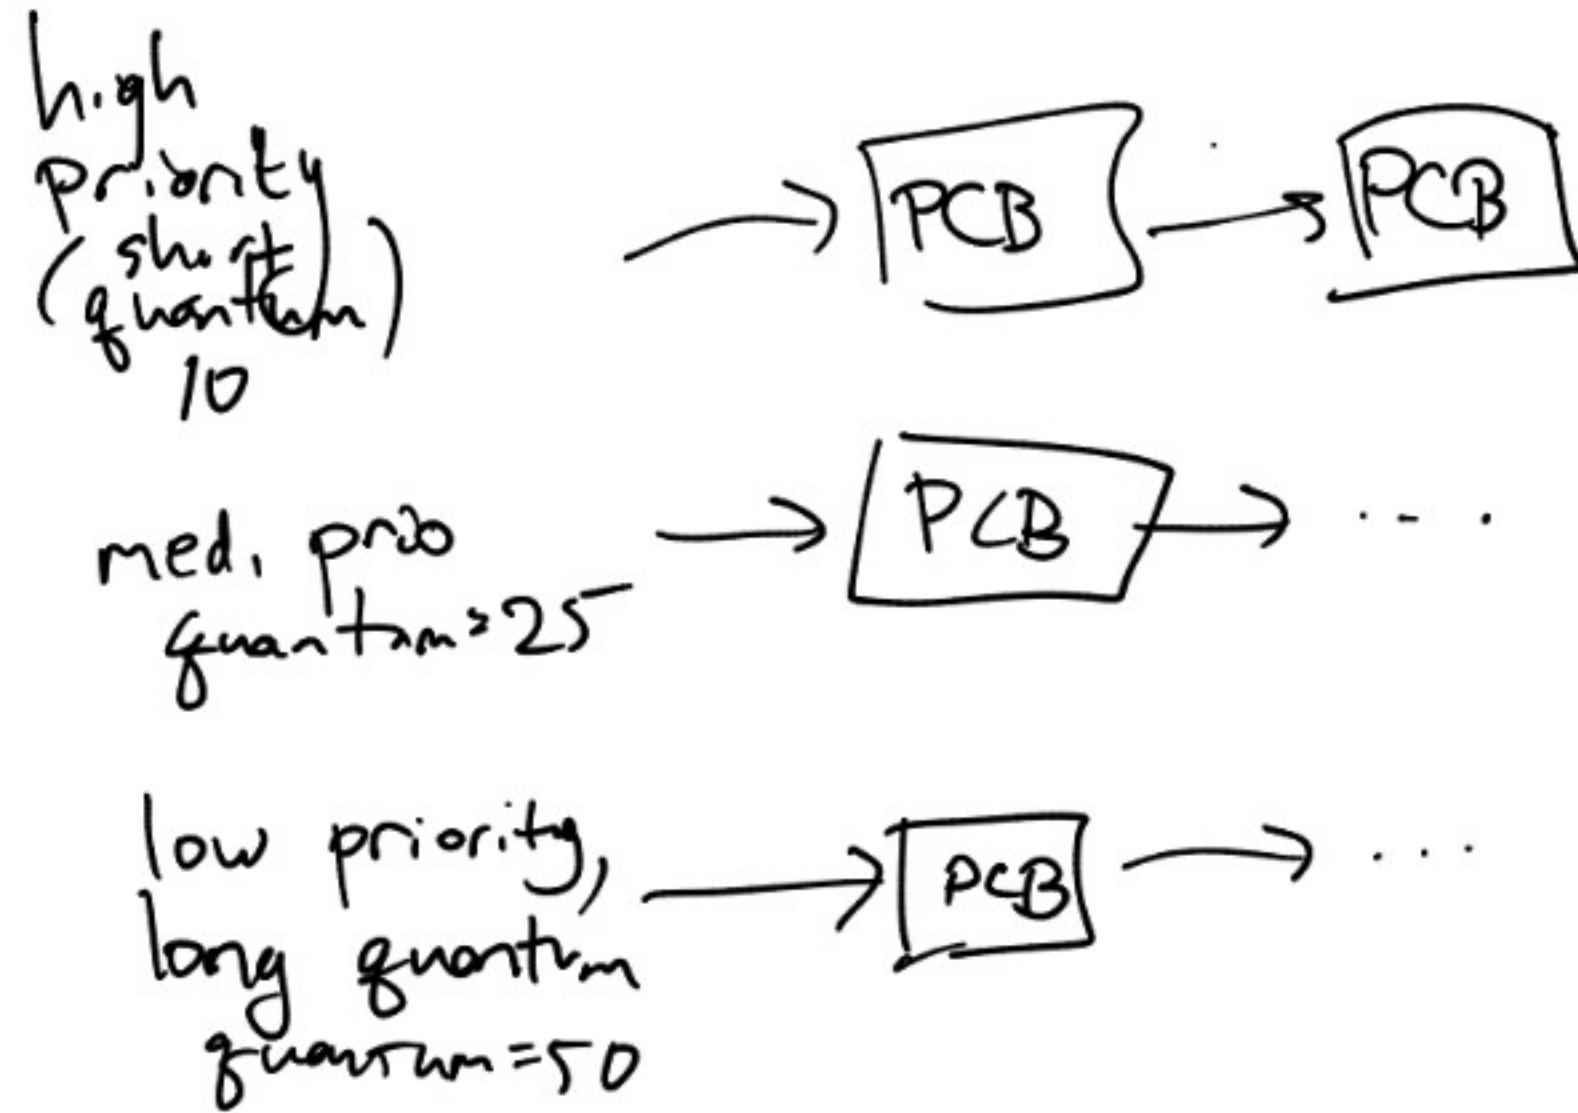 high
priority
(short
quantum)
10
PCB
PCB
med. prio
quantum = 25
PCB
...
low priority,
long quantum
quantum = 50
PCB
...